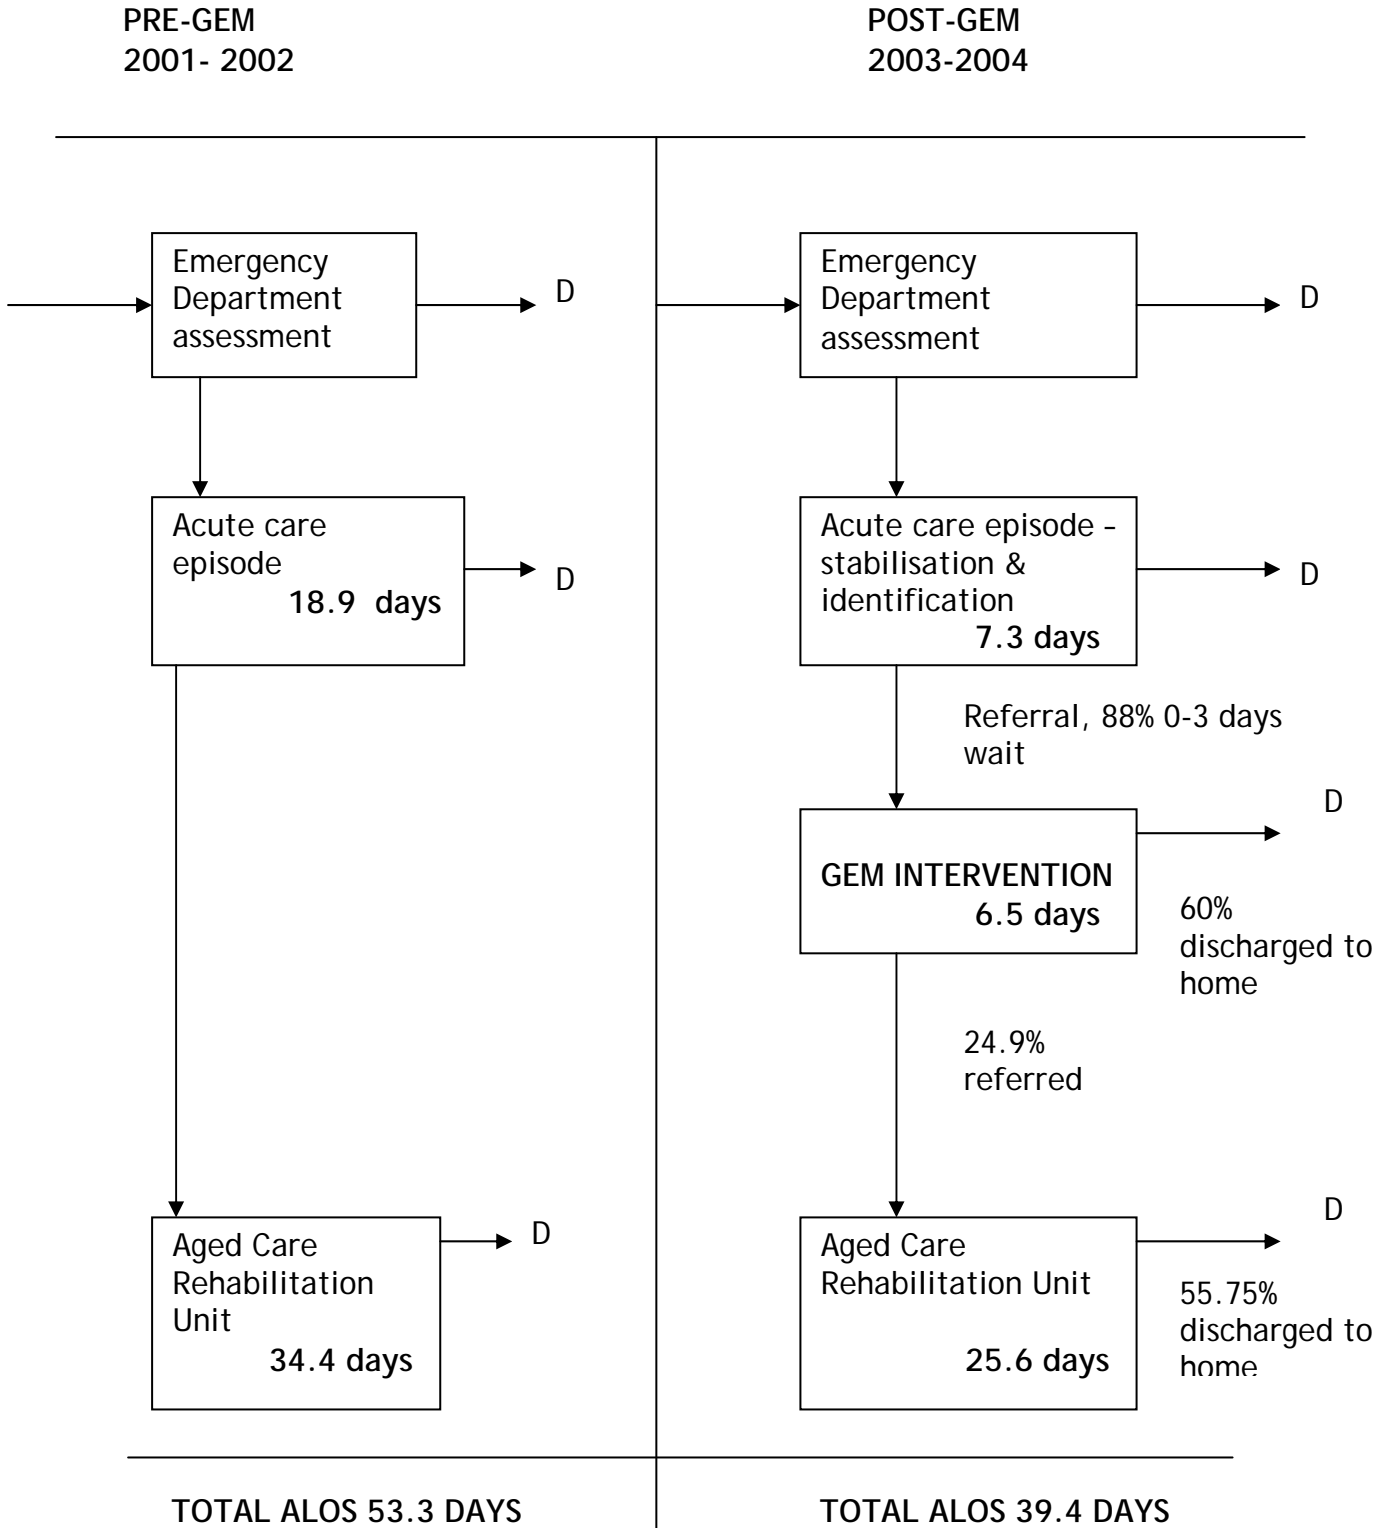 PRE-GEM
2001- 2002
POST-GEM
2003-2004
Emergency
Department
assessment
D
Acute care
episode
18.9 days
D
Aged Care
Rehabilitation
Unit
34.4 days
D
TOTAL ALOS 53.3 DAYS
Emergency
Department
assessment
D
Acute care episode –
stabilisation &
identification
7.3 days
D
Referral, 88% 0-3 days
wait
GEM INTERVENTION
6.5 days
D
60%
discharged to
home
24.9%
referred
Aged Care
Rehabilitation Unit
25.6 days
D
55.75%
discharged to
home
TOTAL ALOS 39.4 DAYS